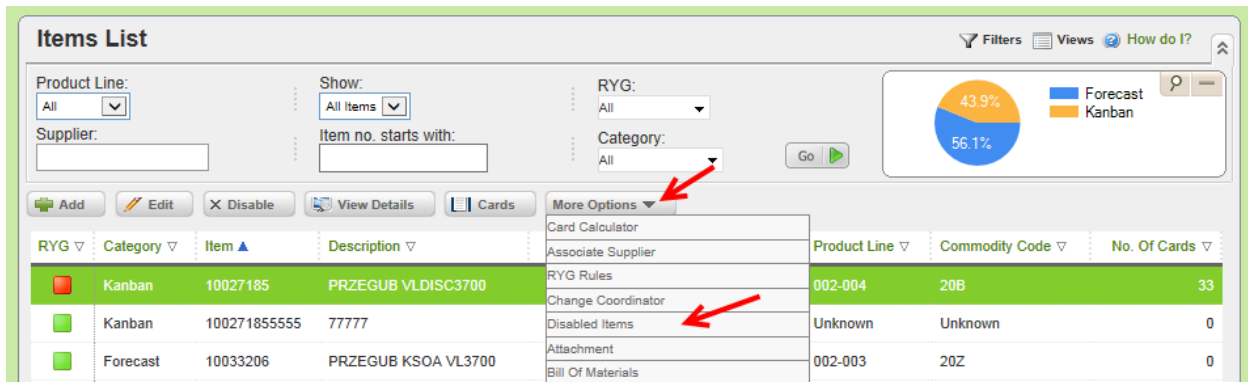 Items List
Filters Views How do I?
Product Line: Show: RYG:
All All Items All
Supplier: Item no. starts with: Category:
All Go
43.9%
56.1%
Forecast
Kanban
Add Edit X Disable View Details Cards More Options
Card Calculator
Associate Supplier
RYG Rules
Change Coordinator
Disabled Items
Attachment
Bill Of Materials
RYG Category Item Description Product Line Commodity Code No. Of Cards
Kanban 10027185 PRZEGUB VLDISC3700 002-004 20B 33
Kanban 100271855555 77777 Unknown Unknown 0
Forecast 10033206 PRZEGUB KSOA VL3700 002-003 20Z 0